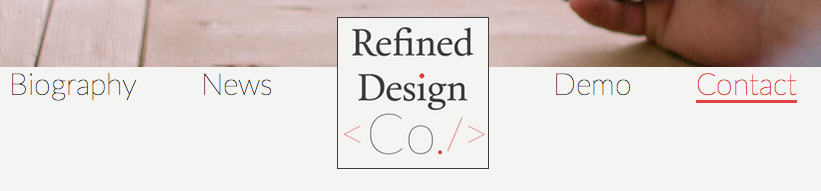 Biography
News
Refined
Design
<Co./>
Demo
Contact